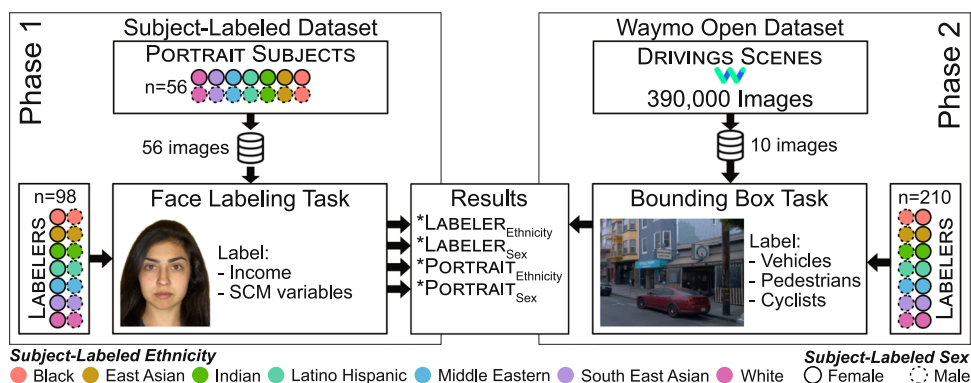 Phase 1
Subject-Labeled Dataset
PORTRAIT SUBJECTS
n=56
56 images
n=98
LABELERS
Face Labeling Task
Label:
- Income
- SCM variables
Results
*LABELER Ethnicity
*LABELER Sex
*PORTRAIT Ethnicity
*PORTRAIT Sex
Waymo Open Dataset
Phase 2
DRIVINGS SCENES
390,000 Images
10 images
Bounding Box Task
Label:
- Vehicles
- Pedestrians
- Cyclists
n=210
LABELERS
Subject-Labeled Ethnicity
Black East Asian Indian Latino Hispanic Middle Eastern South East Asian White
Subject-Labeled Sex
Female Male